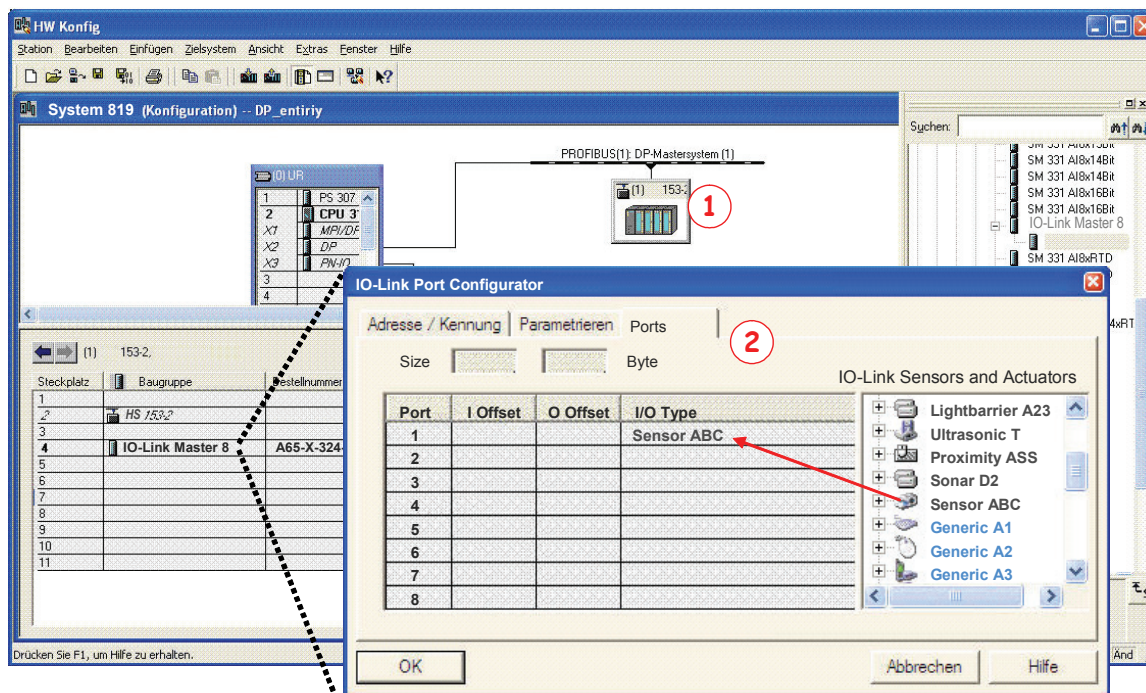 HW Konfig
Station Bearbeiten Einfügen Zielsystem Ansicht Extras Fenster Hilfe
System 819 (Konfiguration) -- DP_entiriy
Suchen:
PROFIBUS(1): DP-Mastersystem (1)
(1) 153-2
1
(0) UR
1 PS 307
2 CPU 3
X1 MPI/DP
X2 DP
X3 PN-IO
3
4
SM 331 AI8x13Bit
SM 331 AI8x14Bit
SM 331 AI8x14Bit
SM 331 AI8x16Bit
SM 331 AI8x16Bit
IO-Link Master 8
SM 331 AI8xRTD
4xRT
(1) 153-2,
Steckplatz Baugruppe Bestellnummer
1
2 HS 153-2
3
4 IO-Link Master 8 A65-X-324-
5
6
7
8
9
10
11
IO-Link Port Configurator
Adresse / Kennung Parametrieren Ports
2
Size Byte
IO-Link Sensors and Actuators
Port I Offset O Offset I/O Type
1 Sensor ABC
2
3
4
5
6
7
8
Lightbarrier A23
Ultrasonic T
Proximity ASS
Sonar D2
Sensor ABC
Generic A1
Generic A2
Generic A3
OK Abbrechen Hilfe
Drücken Sie F1, um Hilfe zu erhalten.
Änd